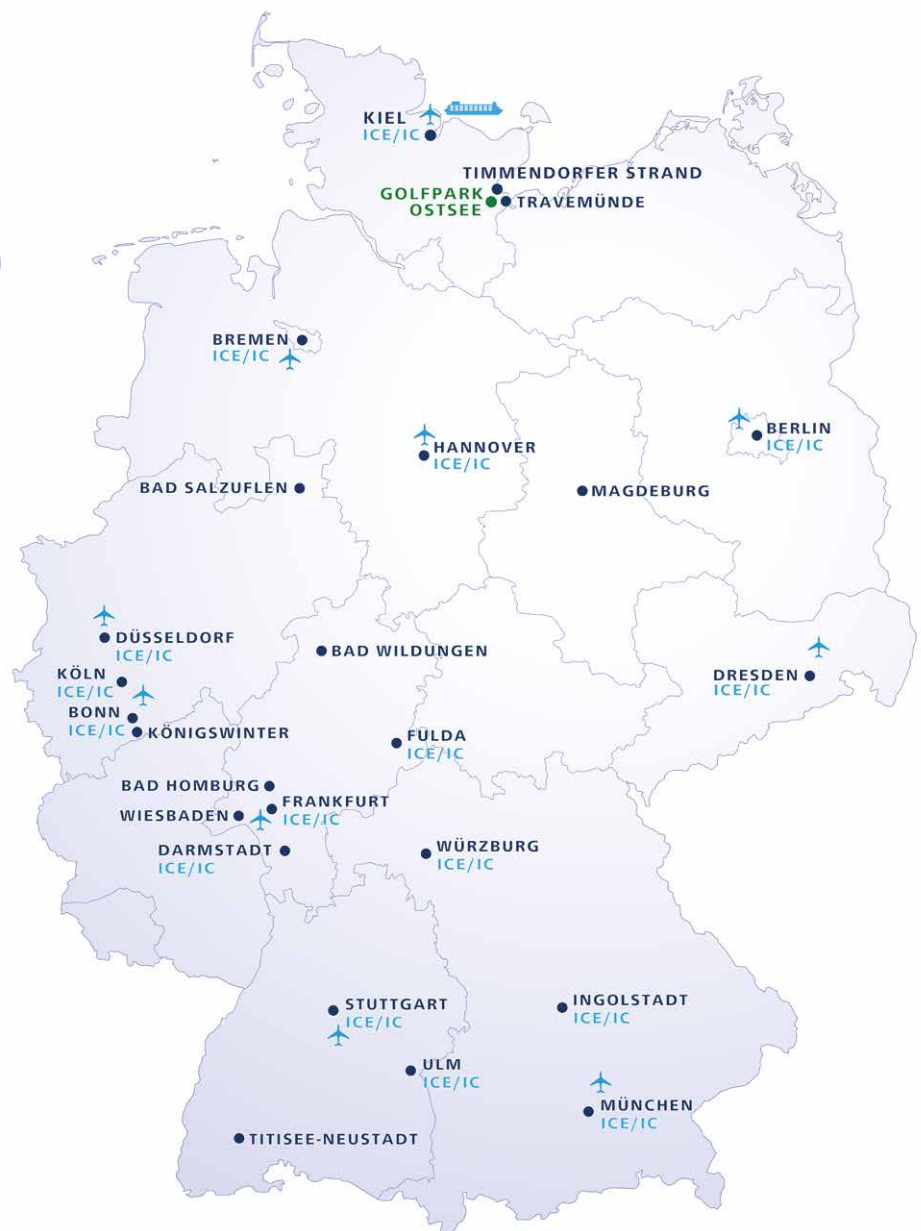 KIEL
ICE/IC
TIMMENDORFER STRAND
GOLFPARK
OSTSEE
TRAVEMÜNDE
BREMEN
ICE/IC
HANNOVER
ICE/IC
BERLIN
ICE/IC
BAD SALZUFLEN
MAGDEBURG
DÜSSELDORF
ICE/IC
BAD WILDUNGEN
KÖLN
ICE/IC
DRESDEN
ICE/IC
BONN
ICE/IC
KÖNIGSWINTER
FULDA
ICE/IC
BAD HOMBURG
FRANKFURT
ICE/IC
WIESBADEN
DARMSTADT
ICE/IC
WÜRZBURG
ICE/IC
STUTTGART
ICE/IC
INGOLSTADT
ICE/IC
ULM
ICE/IC
MÜNCHEN
ICE/IC
TITISEE-NEUSTADT